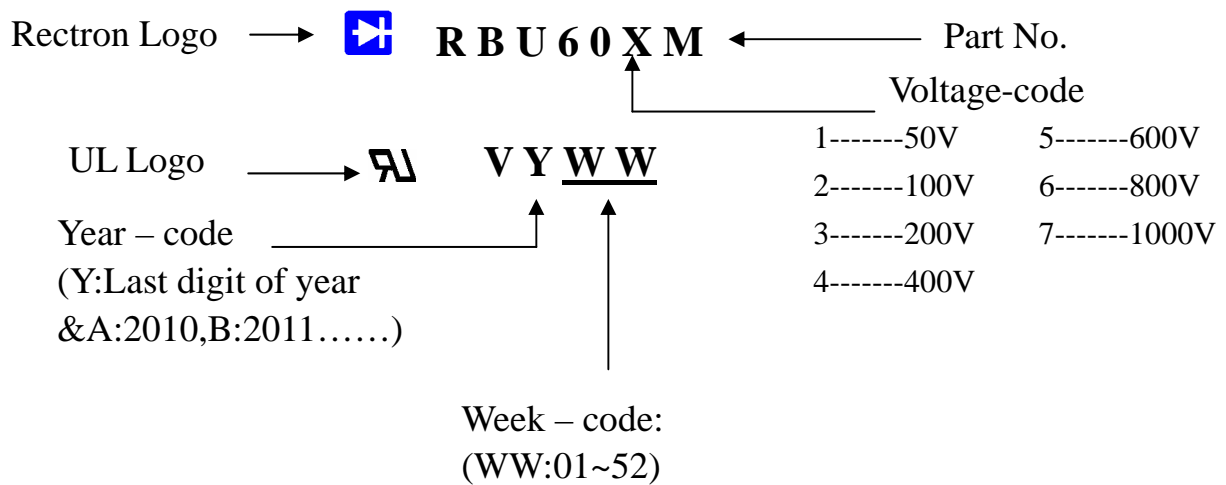 Rectron Logo
R B U 6 0 X M
Part No.
Voltage-code
1-------50V 5-------600V
2-------100V 6-------800V
3-------200V 7-------1000V
4-------400V
UL Logo
V Y W W
Year – code
(Y:Last digit of year
&A:2010,B:2011……)
Week – code:
(WW:01~52)